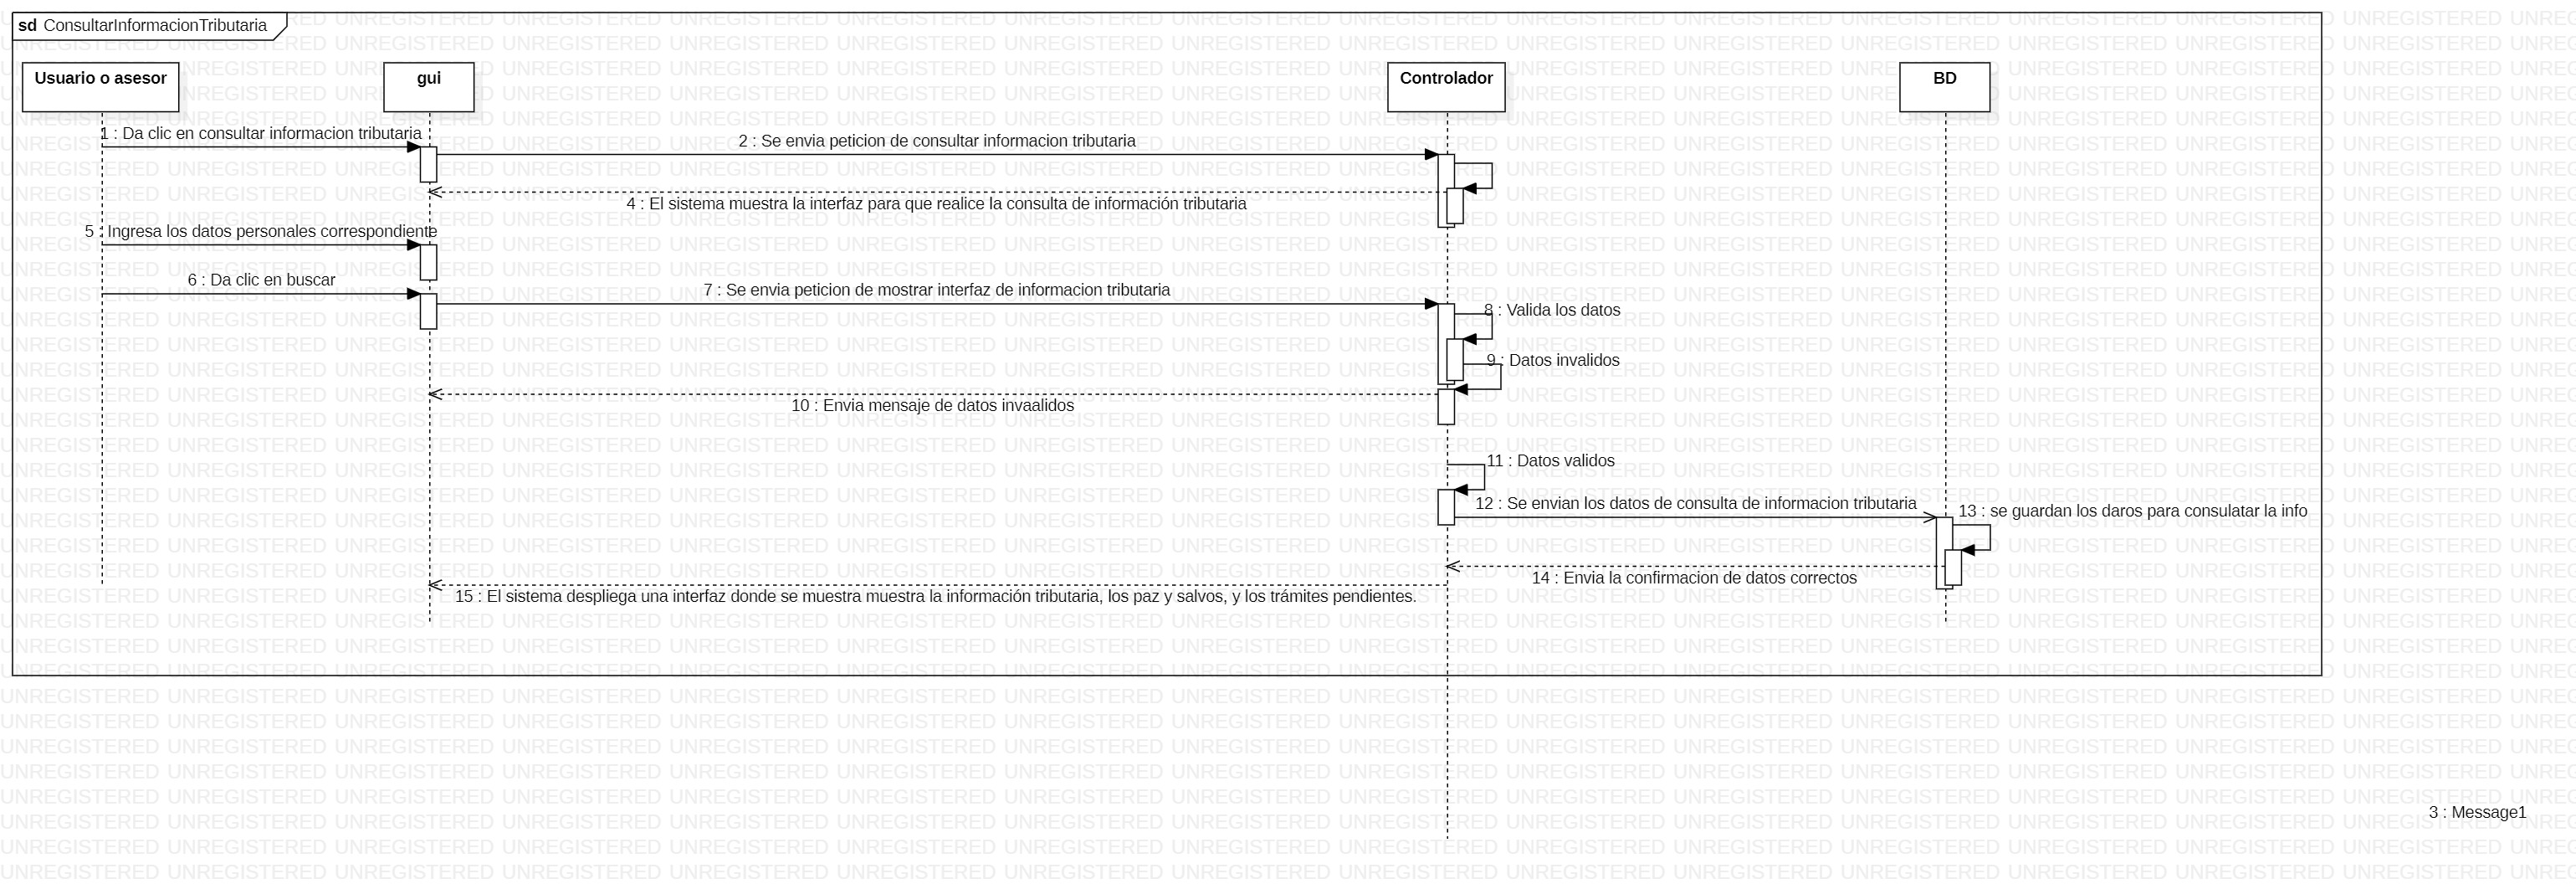 sd ConsultarInformacionTributaria
Usuario o asesor
gui
Controlador
BD
1 : Da clic en consultar informacion tributaria
2 : Se envia peticion de consultar informacion tributaria
4 : El sistema muestra la interfaz para que realice la consulta de información tributaria
5 : Ingresa los datos personales correspondiente
6 : Da clic en buscar
7 : Se envia peticion de mostrar interfaz de informacion tributaria
8 : Valida los datos
9 : Datos invalidos
10 : Envia mensaje de datos invaalidos
11 : Datos validos
12 : Se envian los datos de consulta de informacion tributaria
13 : se guardan los daros para consulatar la info
14 : Envia la confirmacion de datos correctos
15 : El sistema despliega una interfaz donde se muestra muestra la información tributaria, los paz y salvos, y los trámites pendientes.
3 : Message1
UNREGISTERED